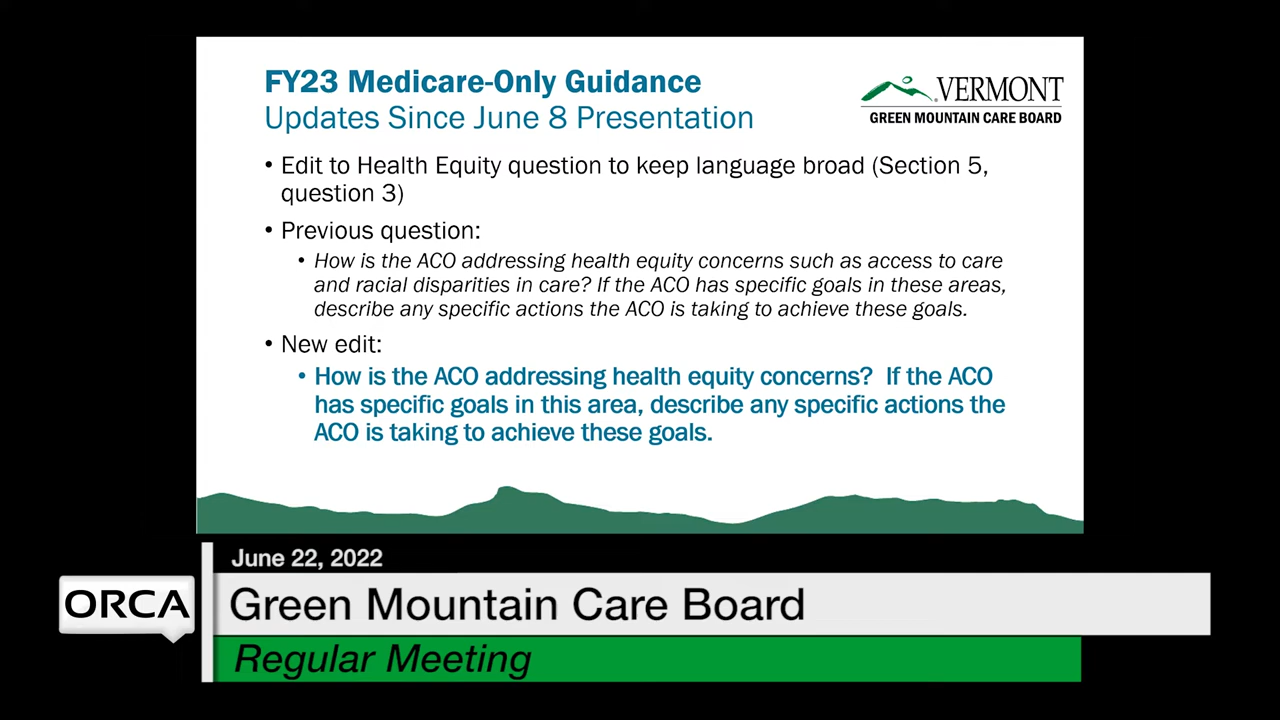 FY23 Medicare-Only Guidance
Updates Since June 8 Presentation
VERMONT
GREEN MOUNTAIN CARE BOARD
• Edit to Health Equity question to keep language broad (Section 5,
question 3)
• Previous question:
• How is the ACO addressing health equity concerns such as access to care
and racial disparities in care? If the ACO has specific goals in these areas,
describe any specific actions the ACO is taking to achieve these goals.
• New edit:
• How is the ACO addressing health equity concerns? If the ACO
has specific goals in this area, describe any specific actions the
ACO is taking to achieve these goals.
June 22, 2022
ORCA
Green Mountain Care Board
Regular Meeting